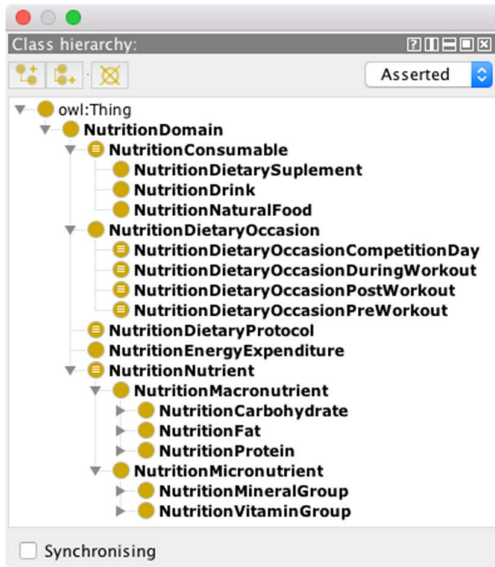 Class hierarchy:
Asserted
owl:Thing
NutritionDomain
NutritionConsumable
NutritionDietarySuplement
NutritionDrink
NutritionNaturalFood
NutritionDietaryOccasion
NutritionDietaryOccasionCompetitionDay
NutritionDietaryOccasionDuringWorkout
NutritionDietaryOccasionPostWorkout
NutritionDietaryOccasionPreWorkout
NutritionDietaryProtocol
NutritionEnergyExpenditure
NutritionNutrient
NutritionMacronutrient
NutritionCarbohydrate
NutritionFat
NutritionProtein
NutritionMicronutrient
NutritionMineralGroup
NutritionVitaminGroup
Synchronising